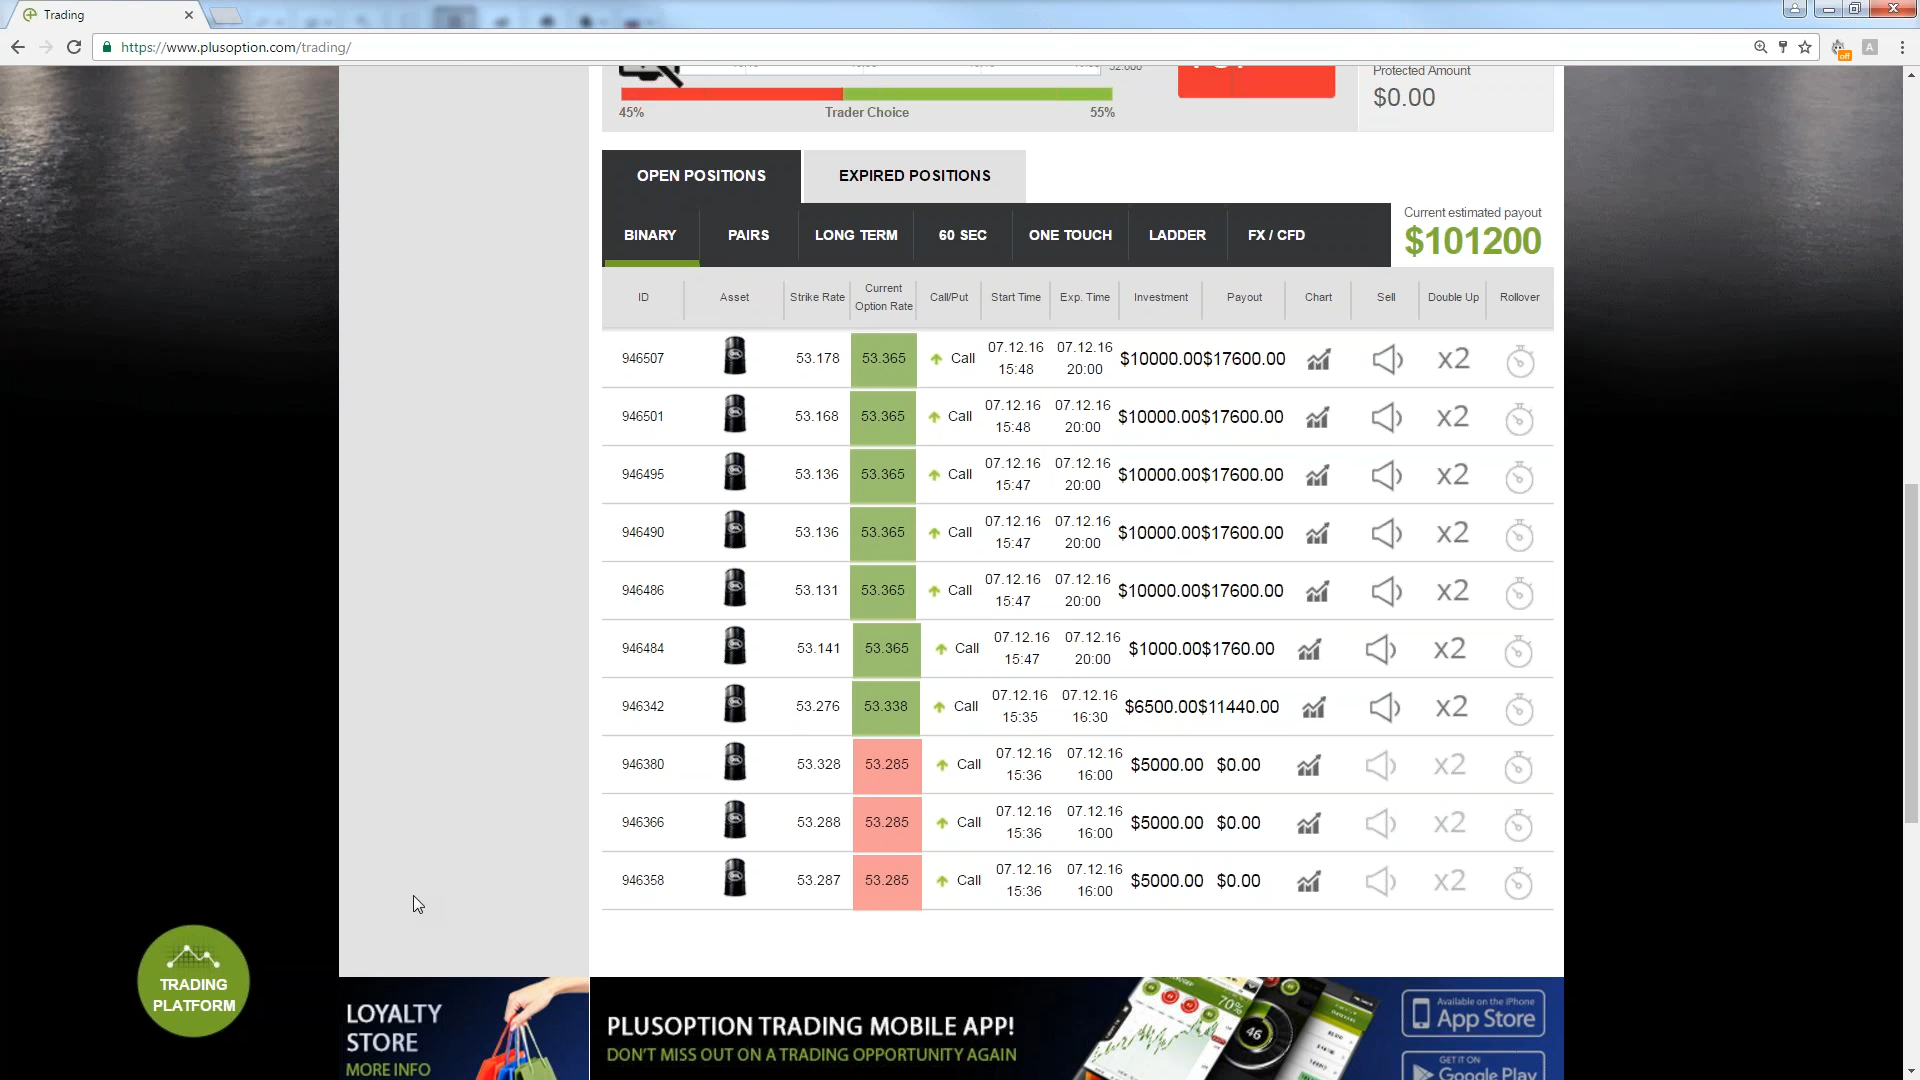 Trading
https://www.plusoption.com/trading/
off
A
Protected Amount
$0.00
45%
Trader Choice
55%
OPEN POSITIONS
EXPIRED POSITIONS
BINARY
PAIRS
LONG TERM
60 SEC
ONE TOUCH
LADDER
FX / CFD
Current estimated payout
$101200
ID Asset Strike Rate Current Option Rate Call/Put Start Time Exp. Time Investment Payout Chart Sell Double Up Rollover
946507 53.178 53.365 Call 07.12.16 15:48 07.12.16 20:00 $10000.00 $17600.00 x2
946501 53.168 53.365 Call 07.12.16 15:48 07.12.16 20:00 $10000.00 $17600.00 x2
946495 53.136 53.365 Call 07.12.16 15:47 07.12.16 20:00 $10000.00 $17600.00 x2
946490 53.136 53.365 Call 07.12.16 15:47 07.12.16 20:00 $10000.00 $17600.00 x2
946486 53.131 53.365 Call 07.12.16 15:47 07.12.16 20:00 $10000.00 $17600.00 x2
946484 53.141 53.365 Call 07.12.16 15:47 07.12.16 20:00 $1000.00 $1760.00 x2
946342 53.276 53.338 Call 07.12.16 15:35 07.12.16 16:30 $6500.00 $11440.00 x2
946380 53.328 53.285 Call 07.12.16 15:36 07.12.16 16:00 $5000.00 $0.00 x2
946366 53.288 53.285 Call 07.12.16 15:36 07.12.16 16:00 $5000.00 $0.00 x2
946358 53.287 53.285 Call 07.12.16 15:36 07.12.16 16:00 $5000.00 $0.00 x2
TRADING
PLATFORM
LOYALTY
STORE
MORE INFO
PLUSOPTION TRADING MOBILE APP!
DON'T MISS OUT ON A TRADING OPPORTUNITY AGAIN
70%
46
Available on the iPhone
App Store
GET IT ON
Google Play